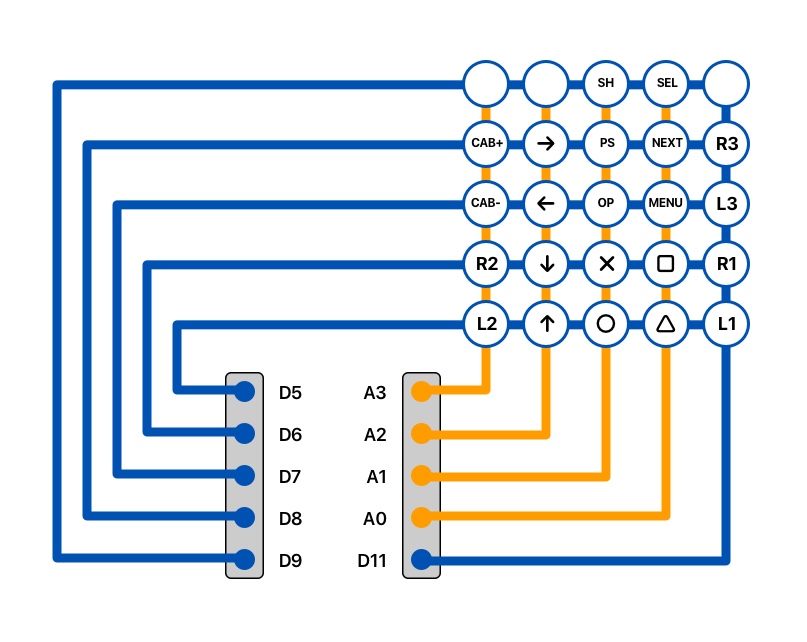 SH SEL
CAB+ → PS NEXT R3
CAB- ← OP MENU L3
R2 ↓ ✕ □ R1
L2 ↑ ○ △ L1
D5 A3
D6 A2
D7 A1
D8 A0
D9 D11